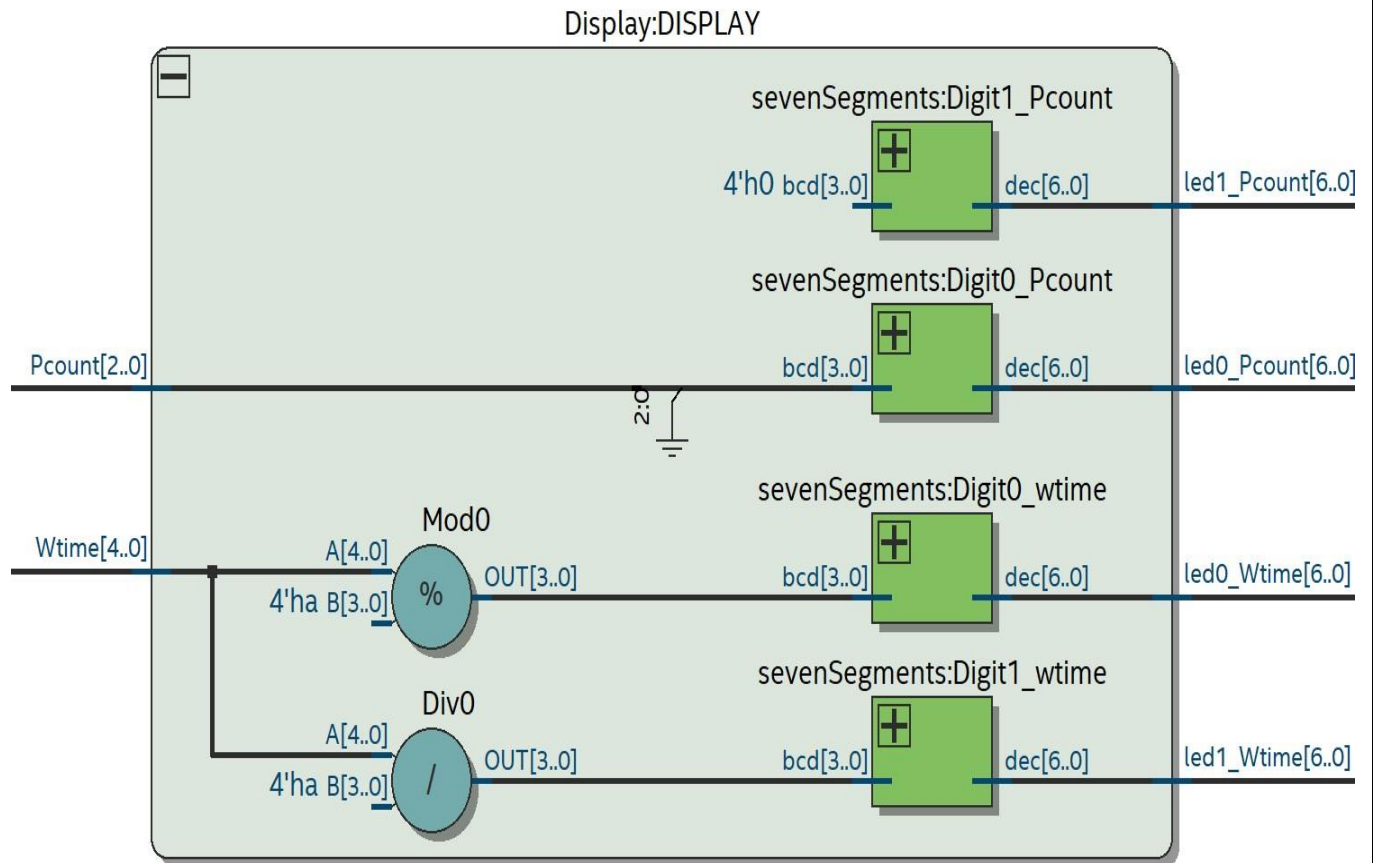 Display:DISPLAY
sevenSegments:Digit1_Pcount
4'h0 bcd[3..0] dec[6..0] led1_Pcount[6..0]
sevenSegments:Digit0_Pcount
Pcount[2..0] bcd[3..0] dec[6..0] led0_Pcount[6..0]
2:0
sevenSegments:Digit0_wtime
Mod0
Wtime[4..0] A[4..0]
% OUT[3..0] bcd[3..0] dec[6..0] led0_Wtime[6..0]
4'ha B[3..0]
sevenSegments:Digit1_wtime
Div0
A[4..0]
/ OUT[3..0] bcd[3..0] dec[6..0] led1_Wtime[6..0]
4'ha B[3..0]